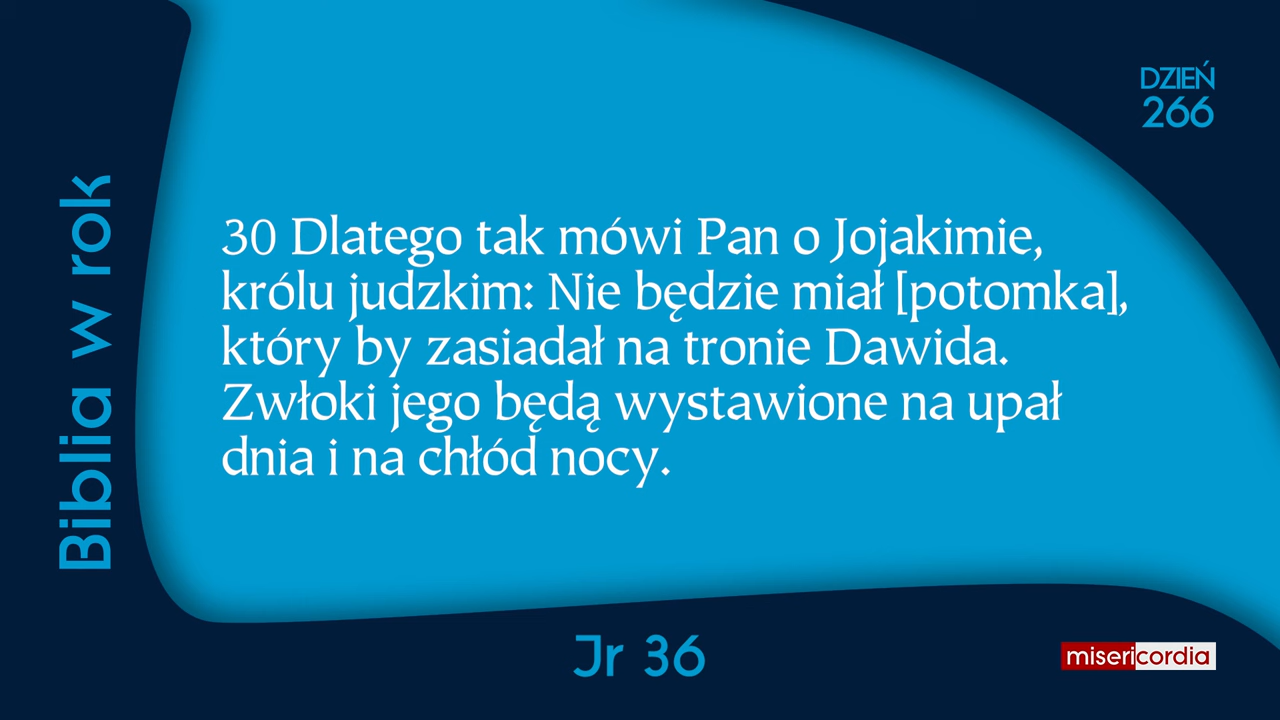 DZIEŃ
266
Biblia w rok
30 Dlatego tak mówi Pan o Jojakimie,
królu judzkim: Nie będzie miał [potomka],
który by zasiadał na tronie Dawida.
Zwłoki jego będą wystawione na upał
dnia i na chłód nocy.
Jr 36
misericordia